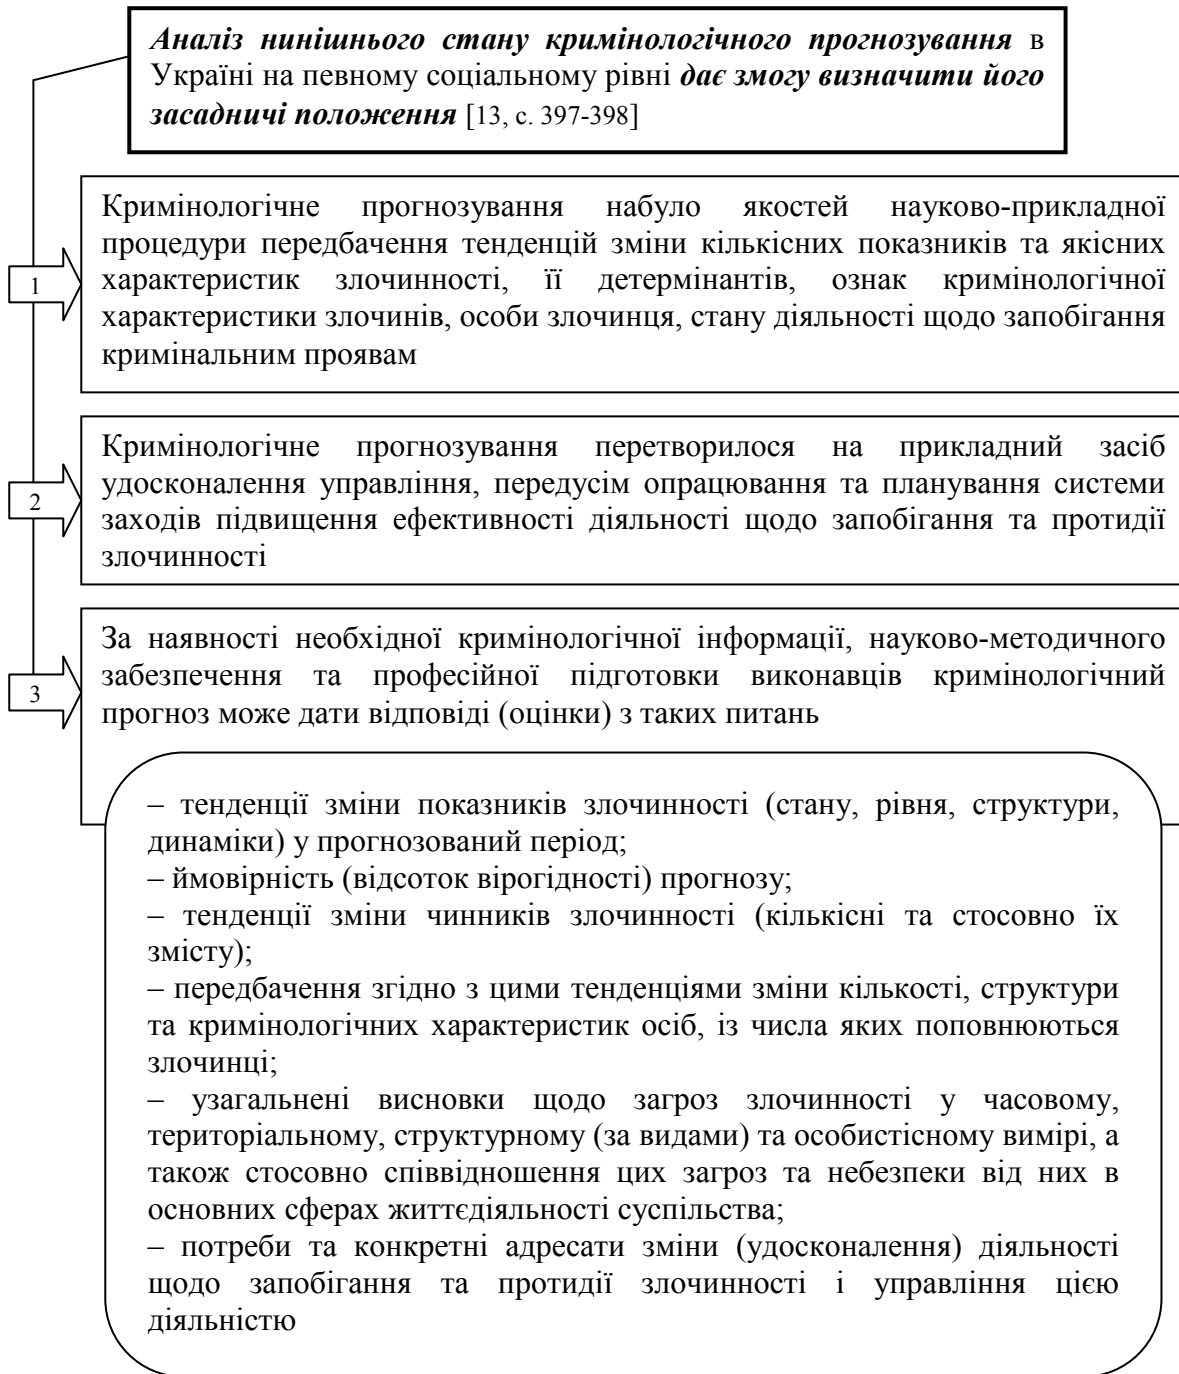 Аналіз нинішнього стану кримінологічного прогнозування в
Україні на певному соціальному рівні дає змогу визначити його
засадничі положення [13, с. 397-398]
1
Кримінологічне прогнозування набуло якостей науково-прикладної
процедури передбачення тенденцій зміни кількісних показників та якісних
характеристик злочинності, її детермінантів, ознак кримінологічної
характеристики злочинів, особи злочинця, стану діяльності щодо запобігання
кримінальним проявам
2
Кримінологічне прогнозування перетворилося на прикладний засіб
удосконалення управління, передусім опрацювання та планування системи
заходів підвищення ефективності діяльності щодо запобігання та протидії
злочинності
3
За наявності необхідної кримінологічної інформації, науково-методичного
забезпечення та професійної підготовки виконавців кримінологічний
прогноз може дати відповіді (оцінки) з таких питань
– тенденції зміни показників злочинності (стану, рівня, структури,
динаміки) у прогнозований період;
– ймовірність (відсоток вірогідності) прогнозу;
– тенденції зміни чинників злочинності (кількісні та стосовно їх
змісту);
– передбачення згідно з цими тенденціями зміни кількості, структури
та кримінологічних характеристик осіб, із числа яких поповнюються
злочинці;
– узагальнені висновки щодо загроз злочинності у часовому,
територіальному, структурному (за видами) та особистісному вимірі, а
також стосовно співвідношення цих загроз та небезпеки від них в
основних сферах життєдіяльності суспільства;
– потреби та конкретні адресати зміни (удосконалення) діяльності
щодо запобігання та протидії злочинності і управління цією
діяльністю